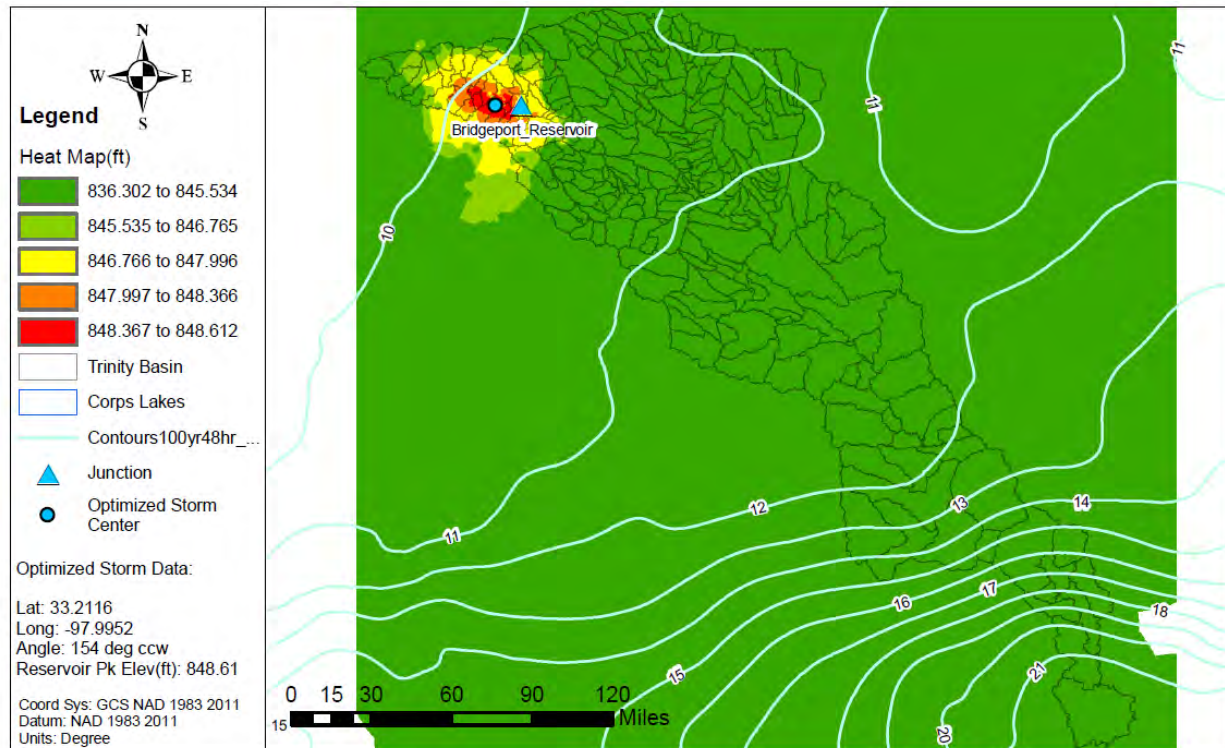 N
W E
S
Legend
Heat Map(ft)
836.302 to 845.534
845.535 to 846.765
846.766 to 847.996
847.997 to 848.366
848.367 to 848.612
Trinity Basin
Corps Lakes
Contours100yr48hr_...
Junction
Optimized Storm
Center
Optimized Storm Data:
Lat: 33.2116
Long: -97.9952
Angle: 154 deg ccw
Reservoir Pk Elev(ft): 848.61
Coord Sys: GCS NAD 1983 2011
Datum: NAD 1983 2011
Units: Degree
Bridgeport_Reservoir
11
11
10
11
12
13
14
15
16
17
18
21
20
15
0 15 30 60 90 120
Miles